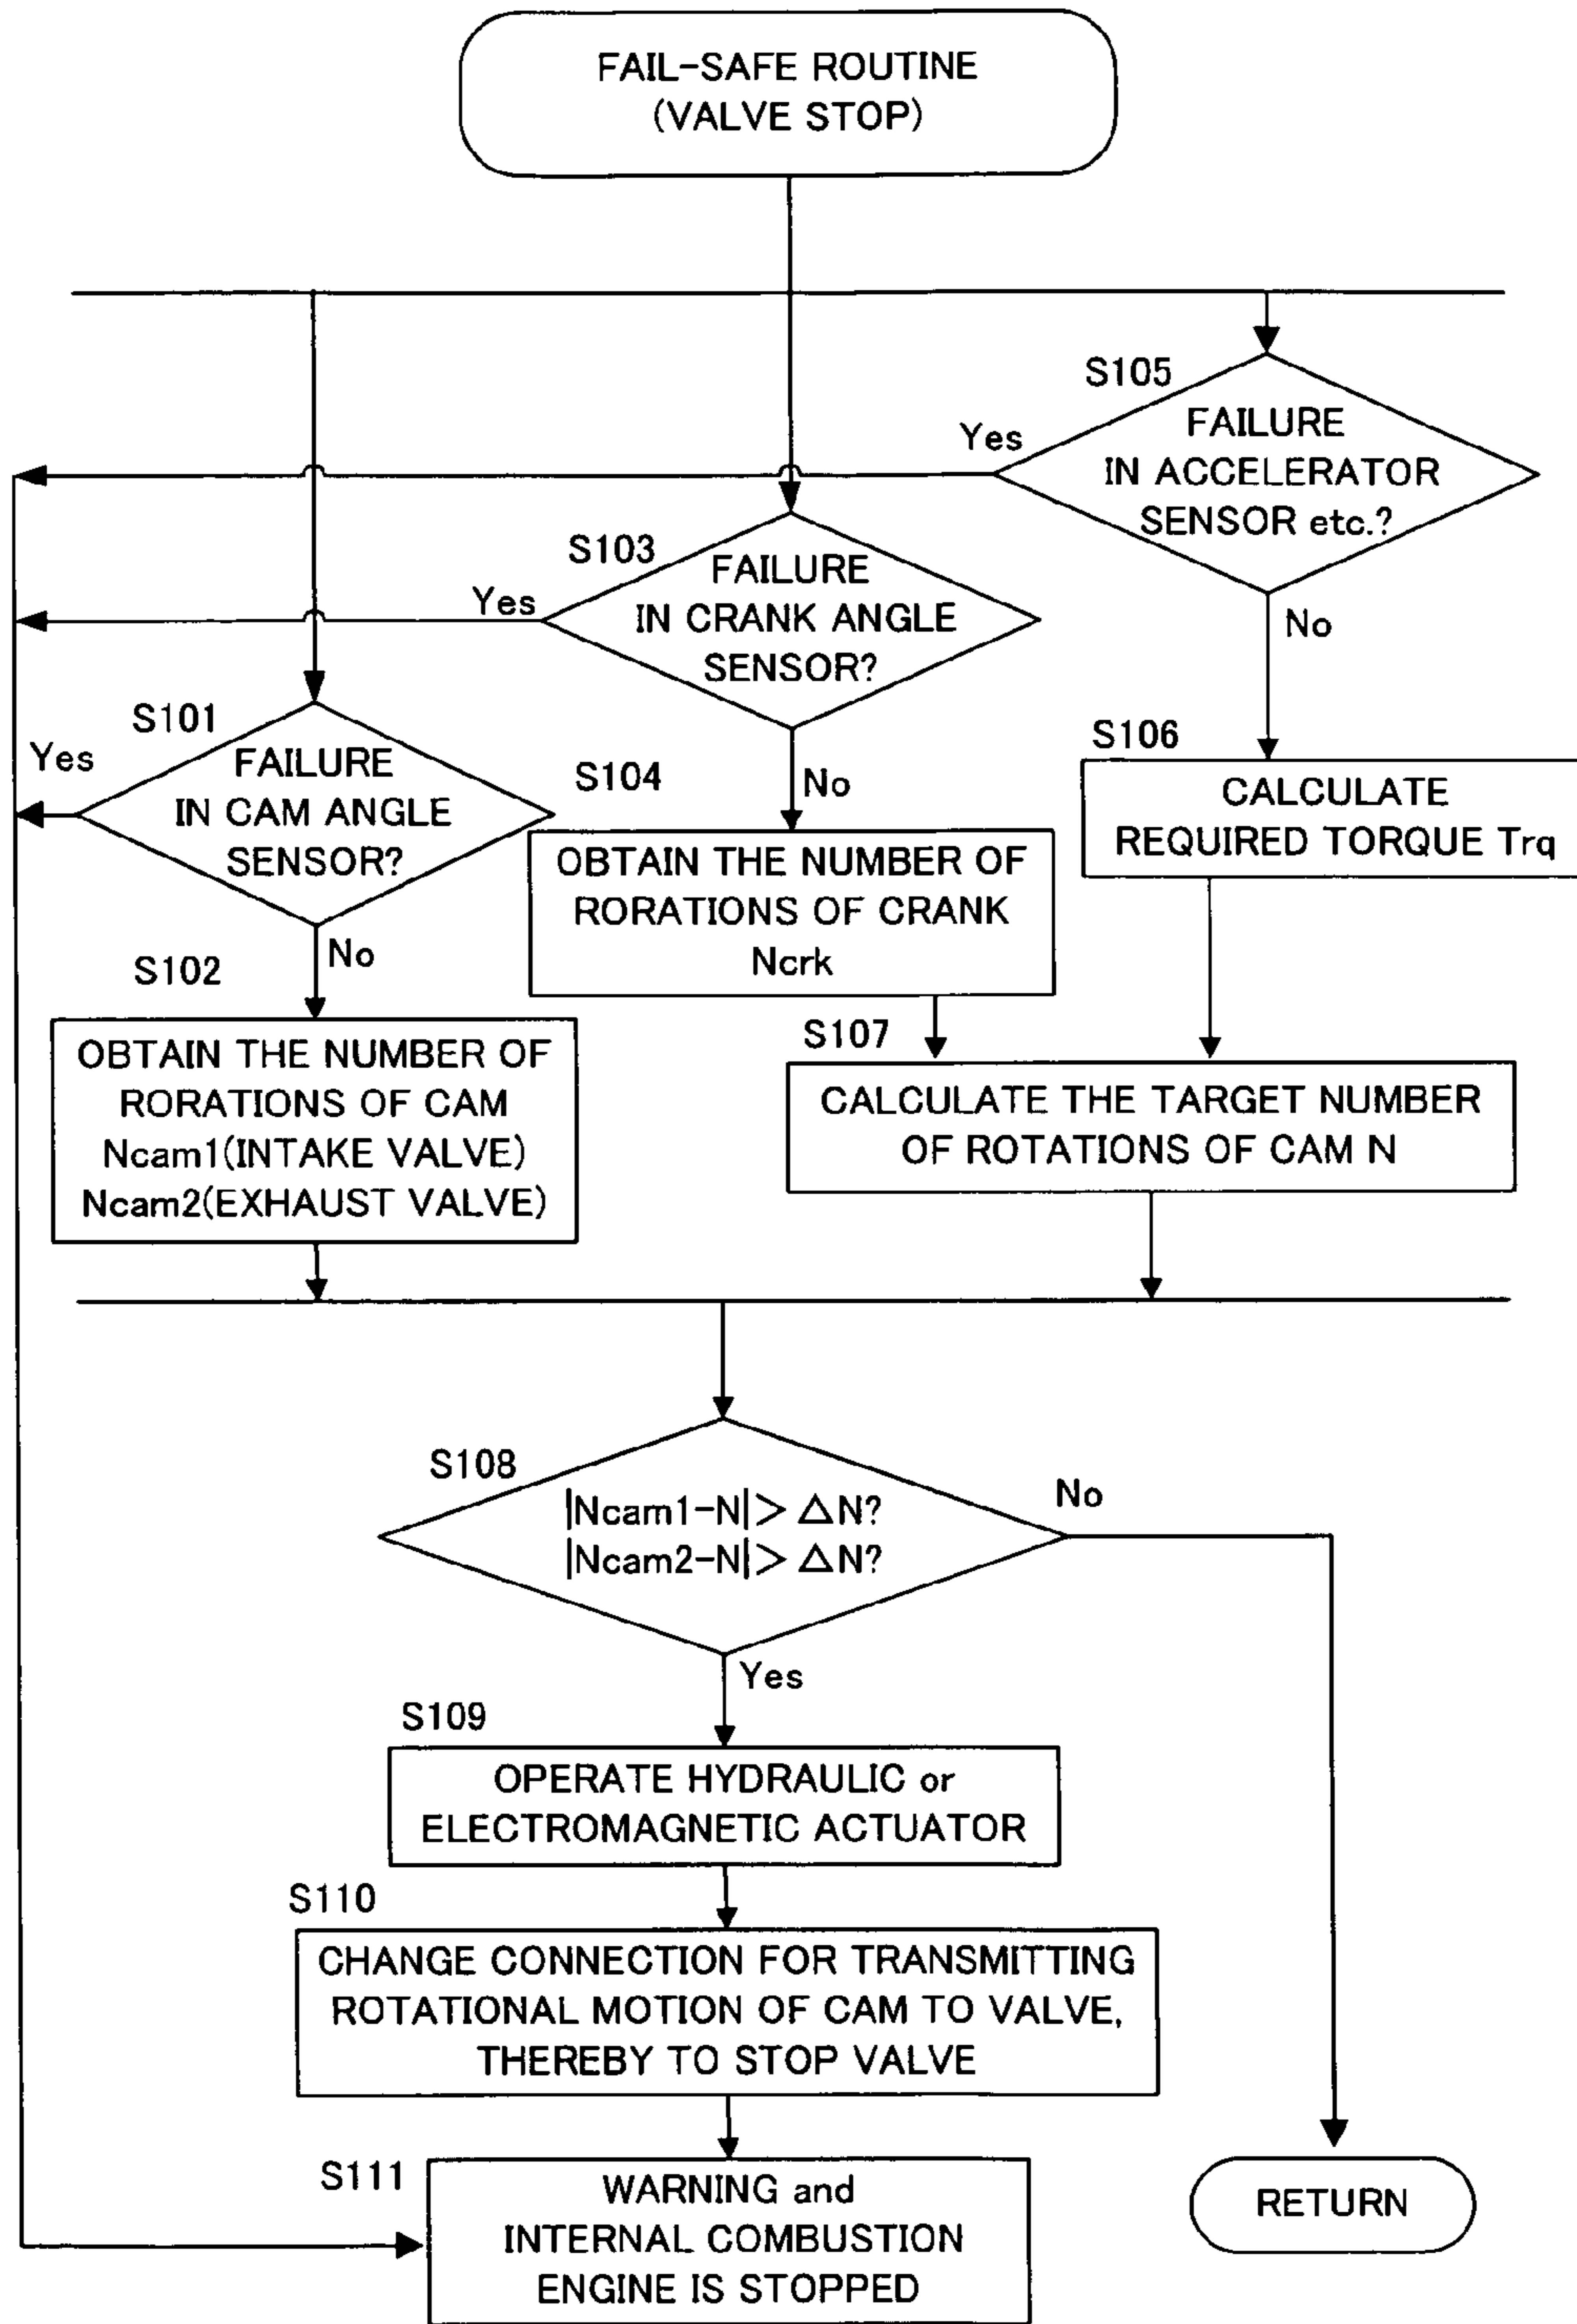 FAIL-SAFE ROUTINE
(VALVE STOP)
S105
Yes
FAILURE
IN ACCELERATOR
SENSOR etc.?
No
S103
Yes
FAILURE
IN CRANK ANGLE
SENSOR?
No
S101
Yes
FAILURE
IN CAM ANGLE
SENSOR?
No
S106
CALCULATE
REQUIRED TORQUE Trq
S104
OBTAIN THE NUMBER OF
RORATIONS OF CRANK
Ncrk
S102
OBTAIN THE NUMBER OF
RORATIONS OF CAM
Ncam1(INTAKE VALVE)
Ncam2(EXHAUST VALVE)
S107
CALCULATE THE TARGET NUMBER
OF ROTATIONS OF CAM N
S108
|Ncam1-N|> △N?
|Ncam2-N|> △N?
No
Yes
S109
OPERATE HYDRAULIC or
ELECTROMAGNETIC ACTUATOR
S110
CHANGE CONNECTION FOR TRANSMITTING
ROTATIONAL MOTION OF CAM TO VALVE,
THEREBY TO STOP VALVE
S111
WARNING and
INTERNAL COMBUSTION
ENGINE IS STOPPED
RETURN